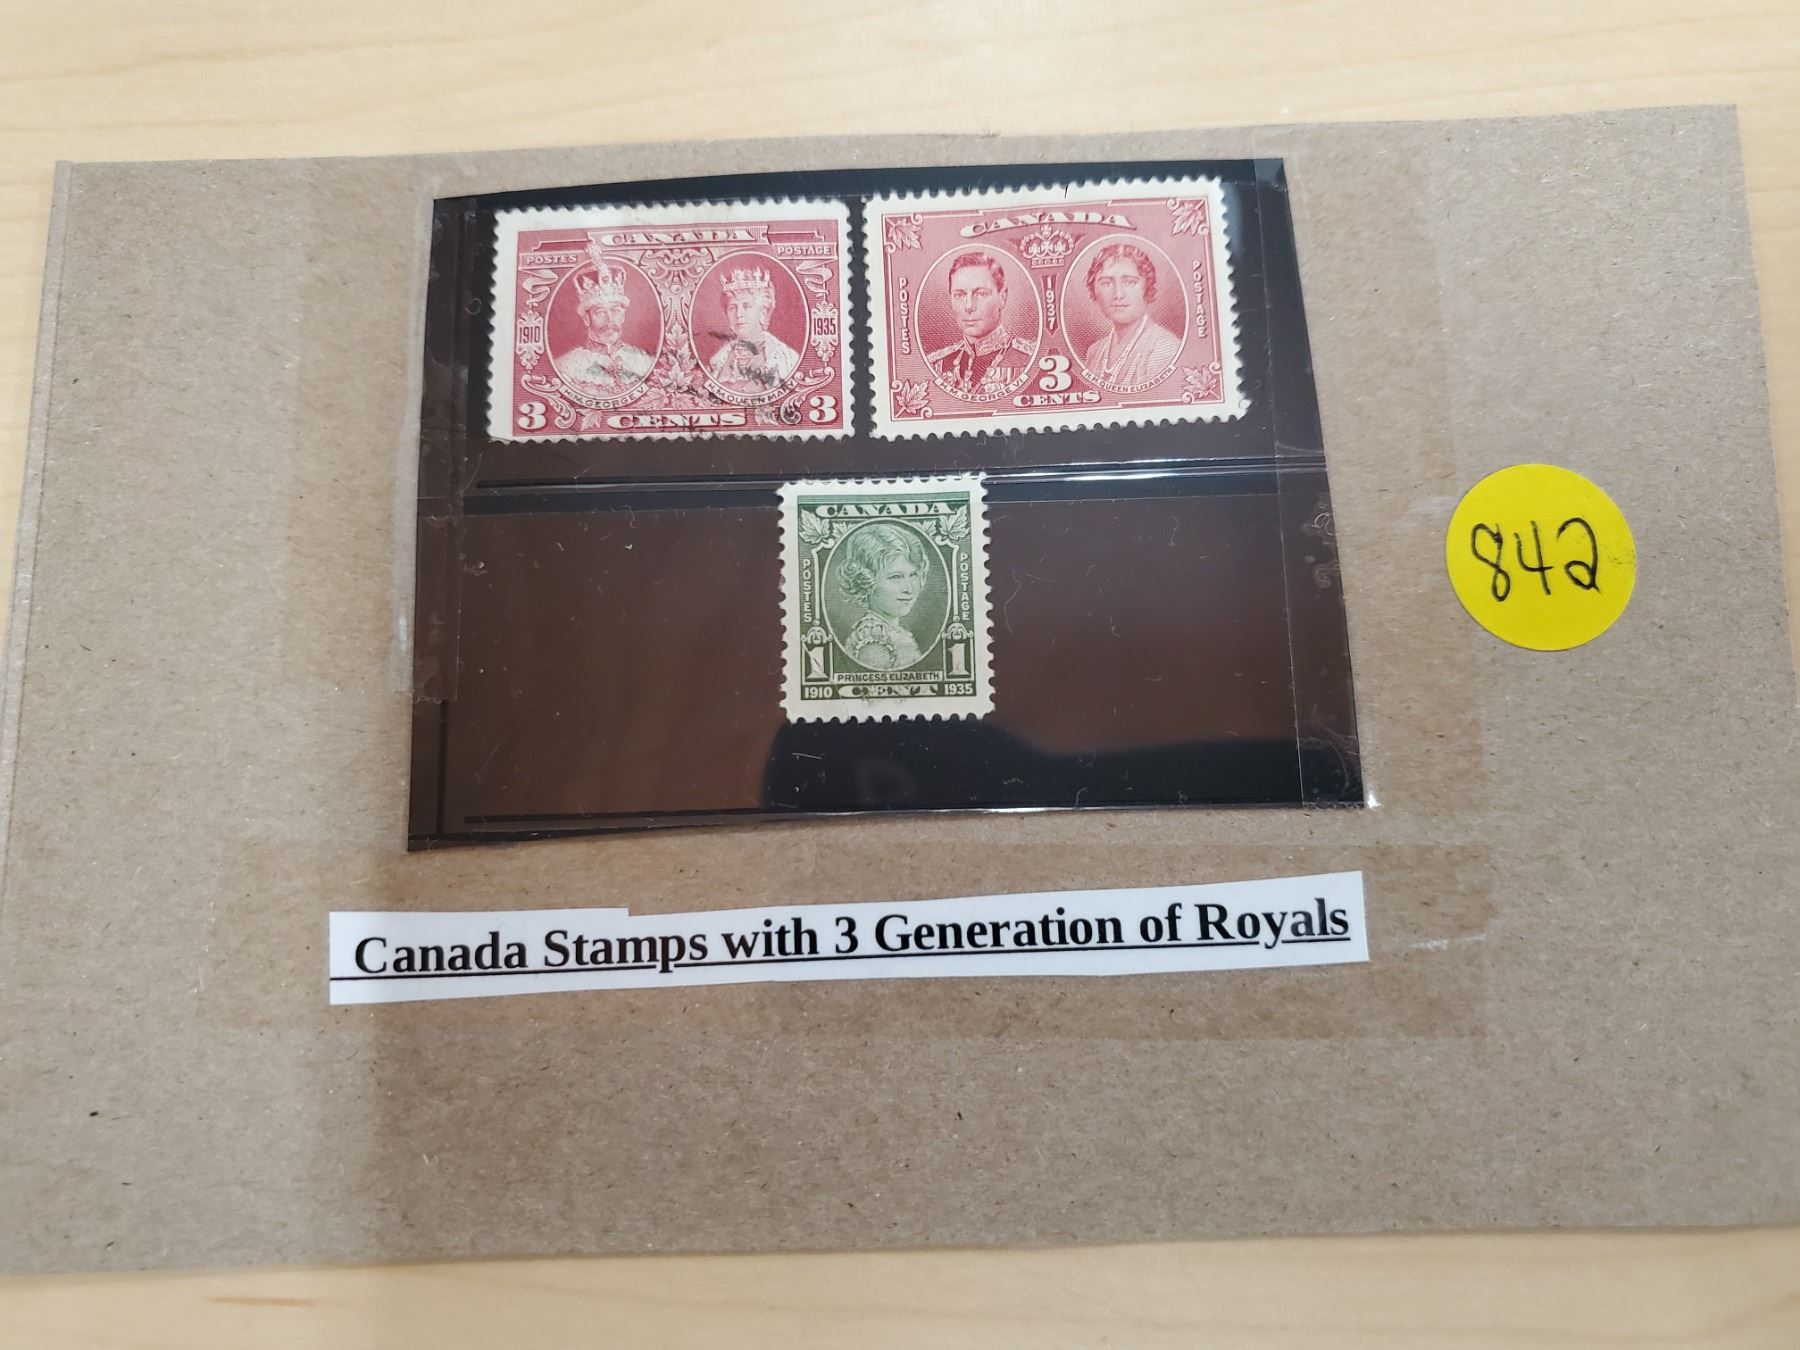 CANADA
POSTES POSTAGE
1910 1935
H.M. GEORGE V. H.M. QUEEN MARY
3 CENTS 3
CANADA
POSTES 1937 POSTAGE
H.M. GEORGE VI H.M. QUEEN ELIZABETH
3
CENTS
CANADA
POSTES POSTAGE
1 1
PRINCESS ELIZABETH
1910 CENT 1935
842
Canada Stamps with 3 Generation of Royals